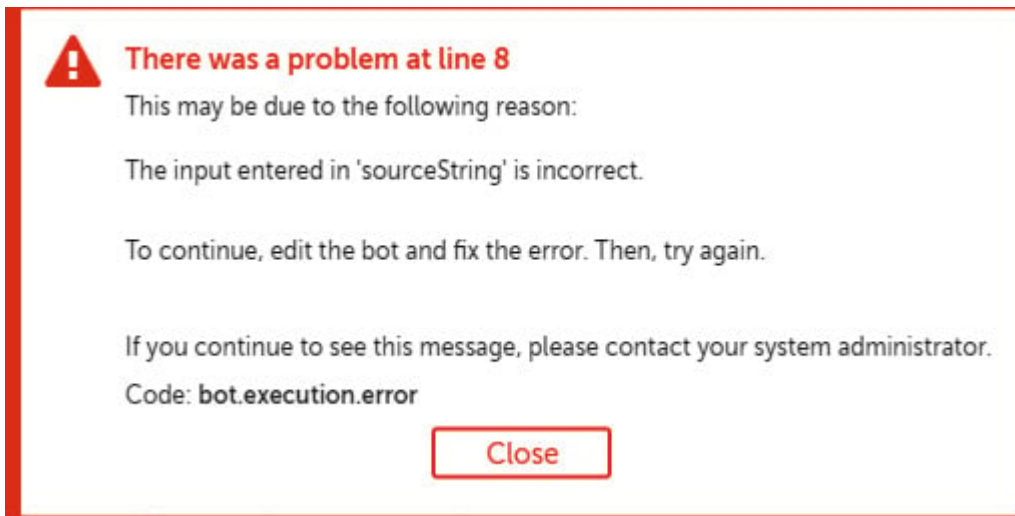 There was a problem at line 8
This may be due to the following reason:
The input entered in 'sourceString' is incorrect.
To continue, edit the bot and fix the error. Then, try again.
If you continue to see this message, please contact your system administrator.
Code: bot.execution.error
Close